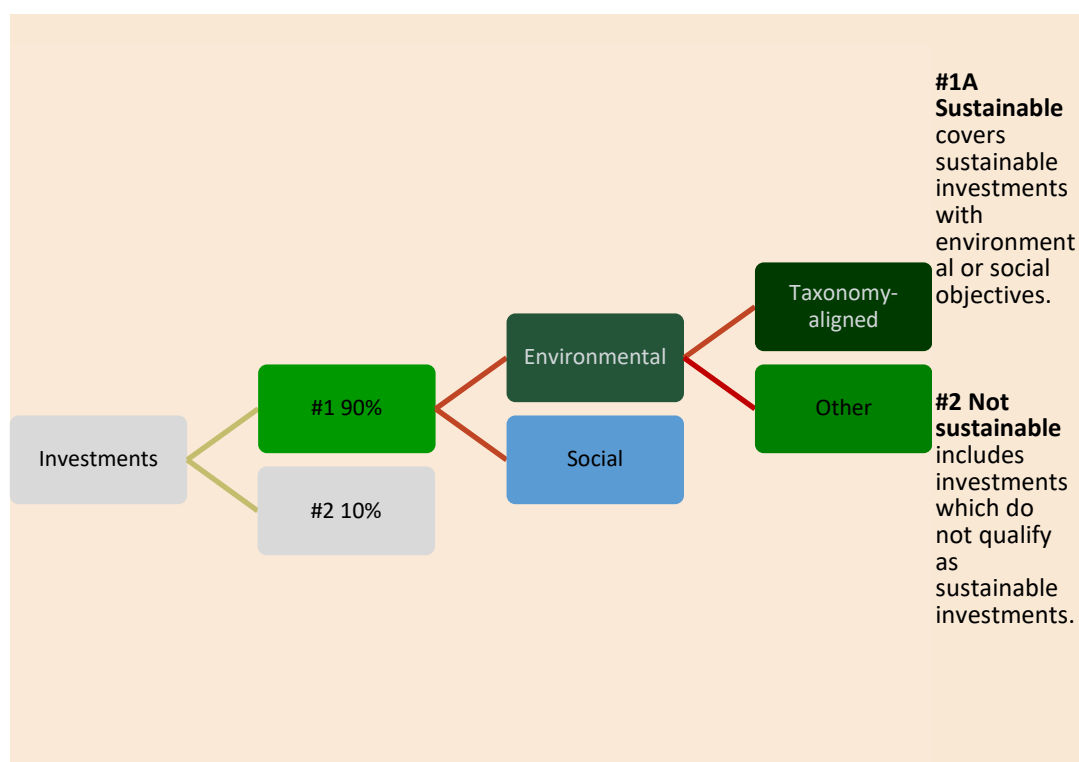 Investments
#1 90%
#2 10%
Environmental
Social
Taxonomy-
aligned
Other
#1A
Sustainable
covers
sustainable
investments
with
environment
al or social
objectives.
#2 Not
sustainable
includes
investments
which do
not qualify
as
sustainable
investments.